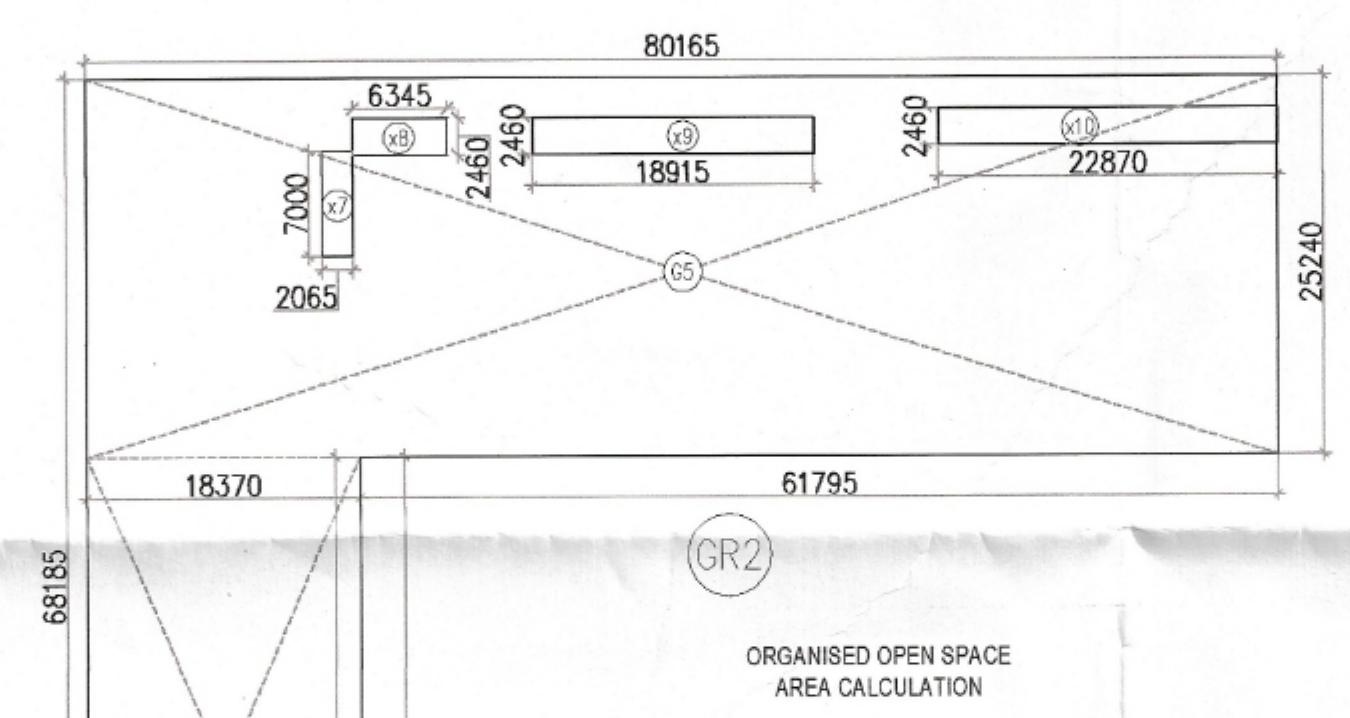 80165
6345
x8
2460
2460
x9
18915
2460
x10
22870
7000
x7
2065
G5
25240
18370
61795
GR2
68185
ORGANISED OPEN SPACE
AREA CALCULATION